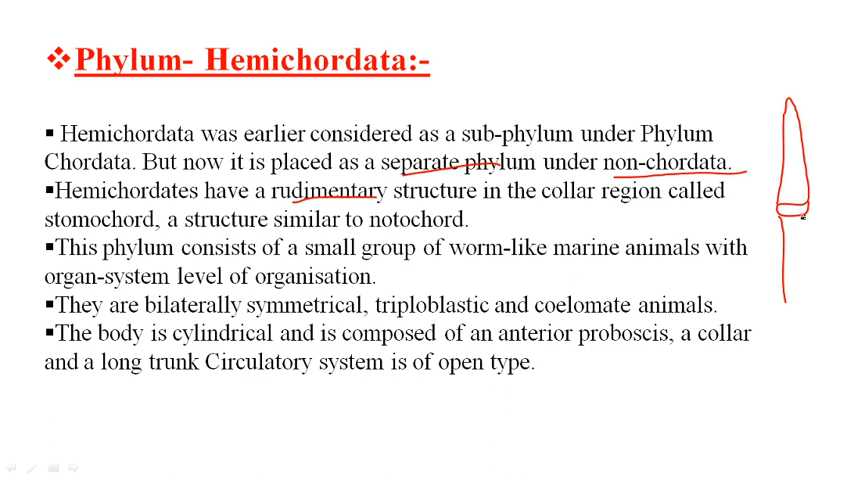 ❖Phylum- Hemichordata:-
▪ Hemichordata was earlier considered as a sub-phylum under Phylum
Chordata. But now it is placed as a separate phylum under non-chordata.
▪Hemichordates have a rudimentary structure in the collar region called
stomochord, a structure similar to notochord.
▪This phylum consists of a small group of worm-like marine animals with
organ-system level of organisation.
▪They are bilaterally symmetrical, triploblastic and coelomate animals.
▪The body is cylindrical and is composed of an anterior proboscis, a collar
and a long trunk Circulatory system is of open type.